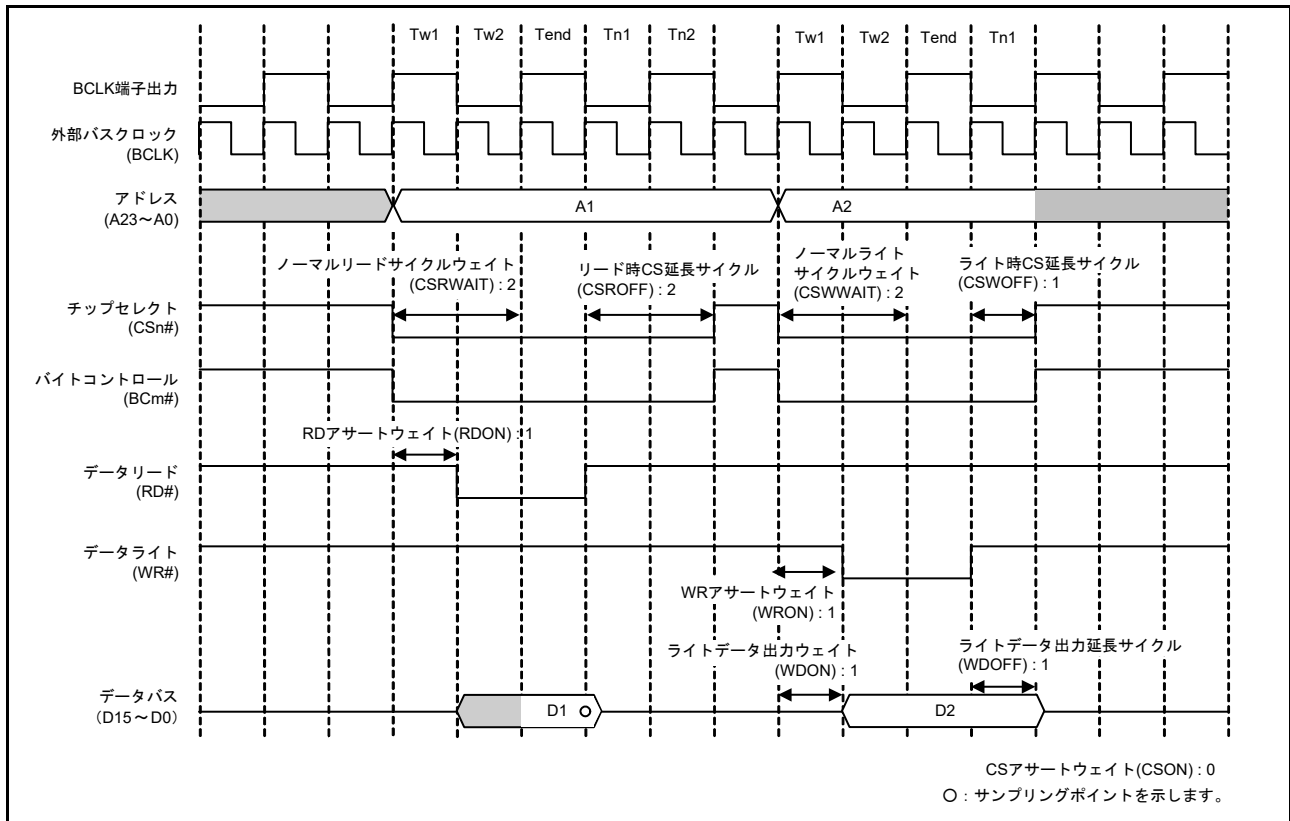 Tw1 Tw2 Tend Tn1 Tn2 Tw1 Tw2 Tend Tn1
BCLK端子出力
外部バスクロック
(BCLK)
アドレス
(A23～A0)
A1 A2
ノーマルリードサイクルウェイト
(CSRWAIT) : 2
リード時CS延長サイクル
(CSROFF) : 2
ノーマルライト
サイクルウェイト
(CSWWAIT) : 2
ライト時CS延長サイクル
(CSWOFF) : 1
チップセレクト
(CSn#)
バイトコントロール
(BCm#)
RDアサートウェイト(RDON) : 1
データリード
(RD#)
データライト
(WR#)
WRアサートウェイト
(WRON) : 1
ライトデータ出力ウェイト
(WDON) : 1
ライトデータ出力延長サイクル
(WDOFF) : 1
データバス
（D15～D0）
D1 D2
CSアサートウェイト(CSON) : 0
○ : サンプリングポイントを示します。